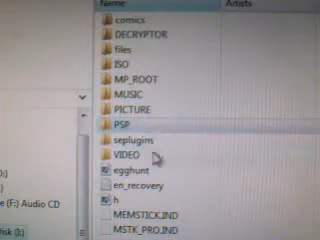 Name Artists
comics
DECRYPTOR
files
ISO
MP_ROOT
MUSIC
PICTURE
PSP
seplugins
VIDEO
egghunt
en_recovery
h
MEMSTICK.IND
MSTK_PRO.IND
:)
)
e (F:) Audio CD
isk (I:)